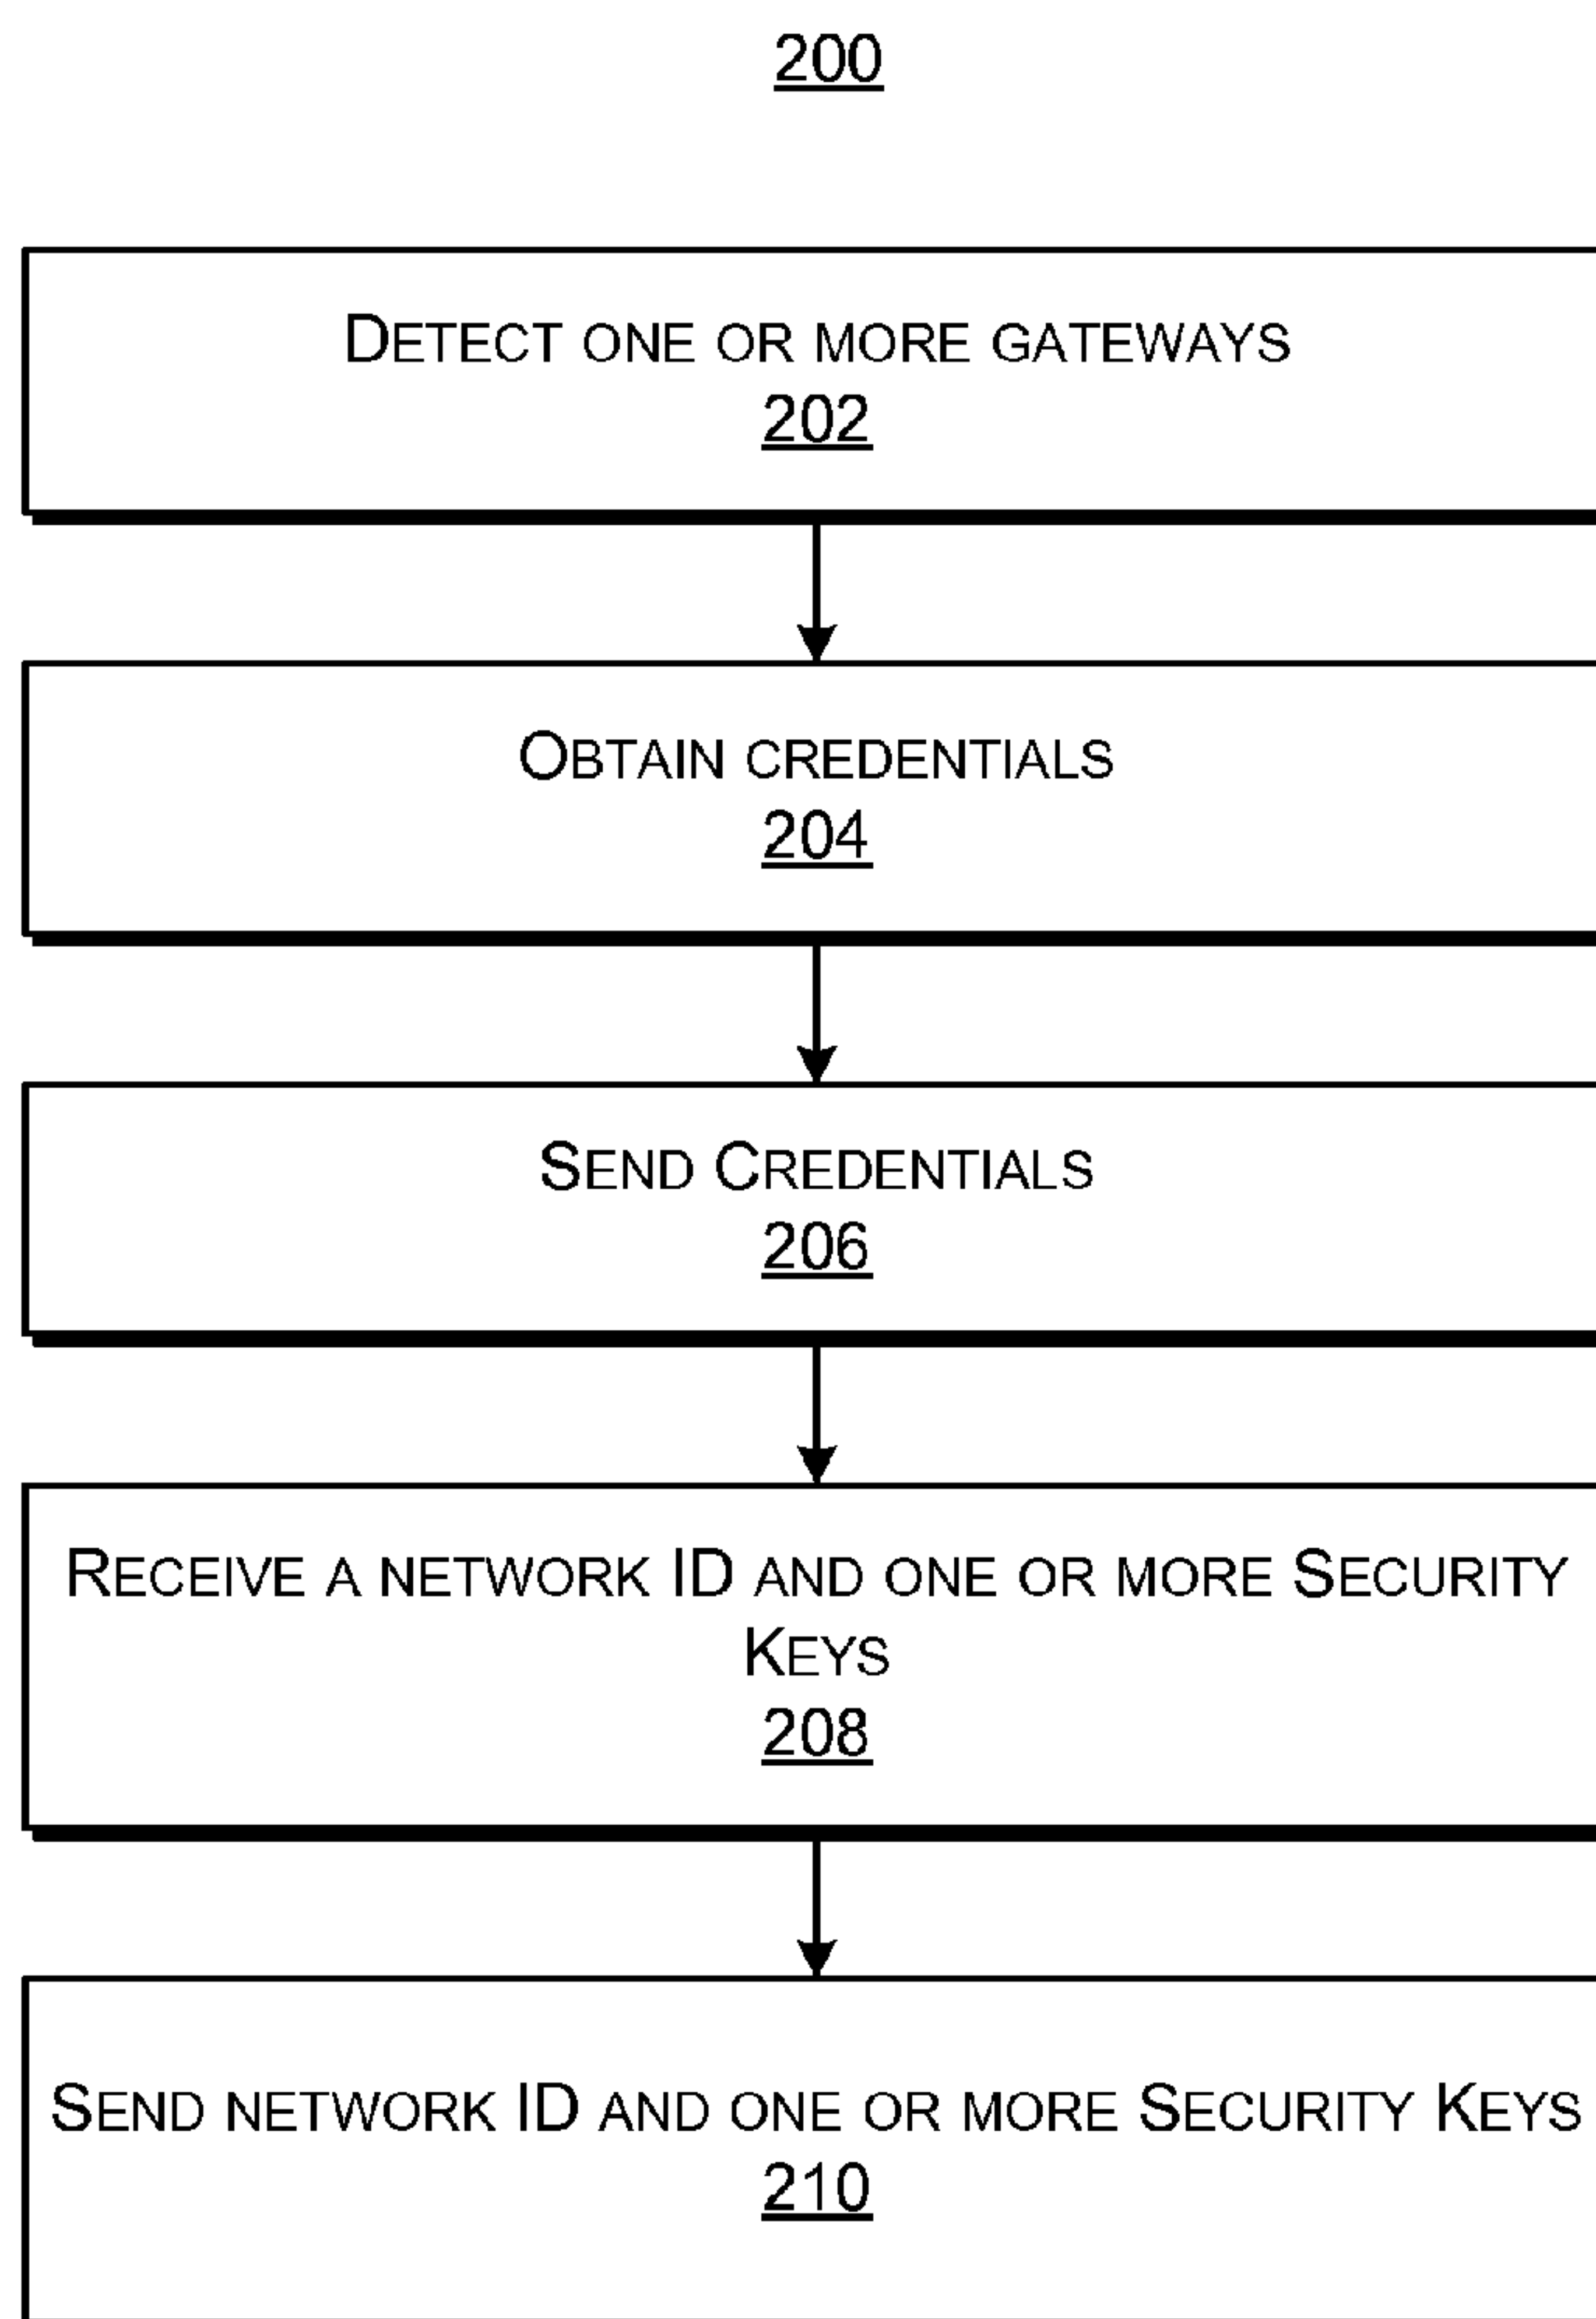 200
Detect one or more gateways
202
Obtain credentials
204
Send Credentials
206
Receive a network ID and one or more Security
Keys
208
Send network ID and one or more Security Keys
210